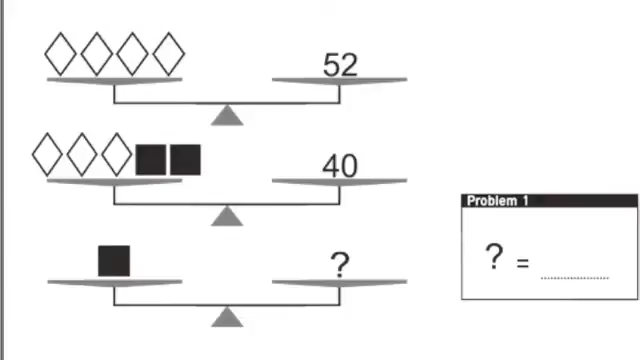 52
40
Problem 1
? =
?